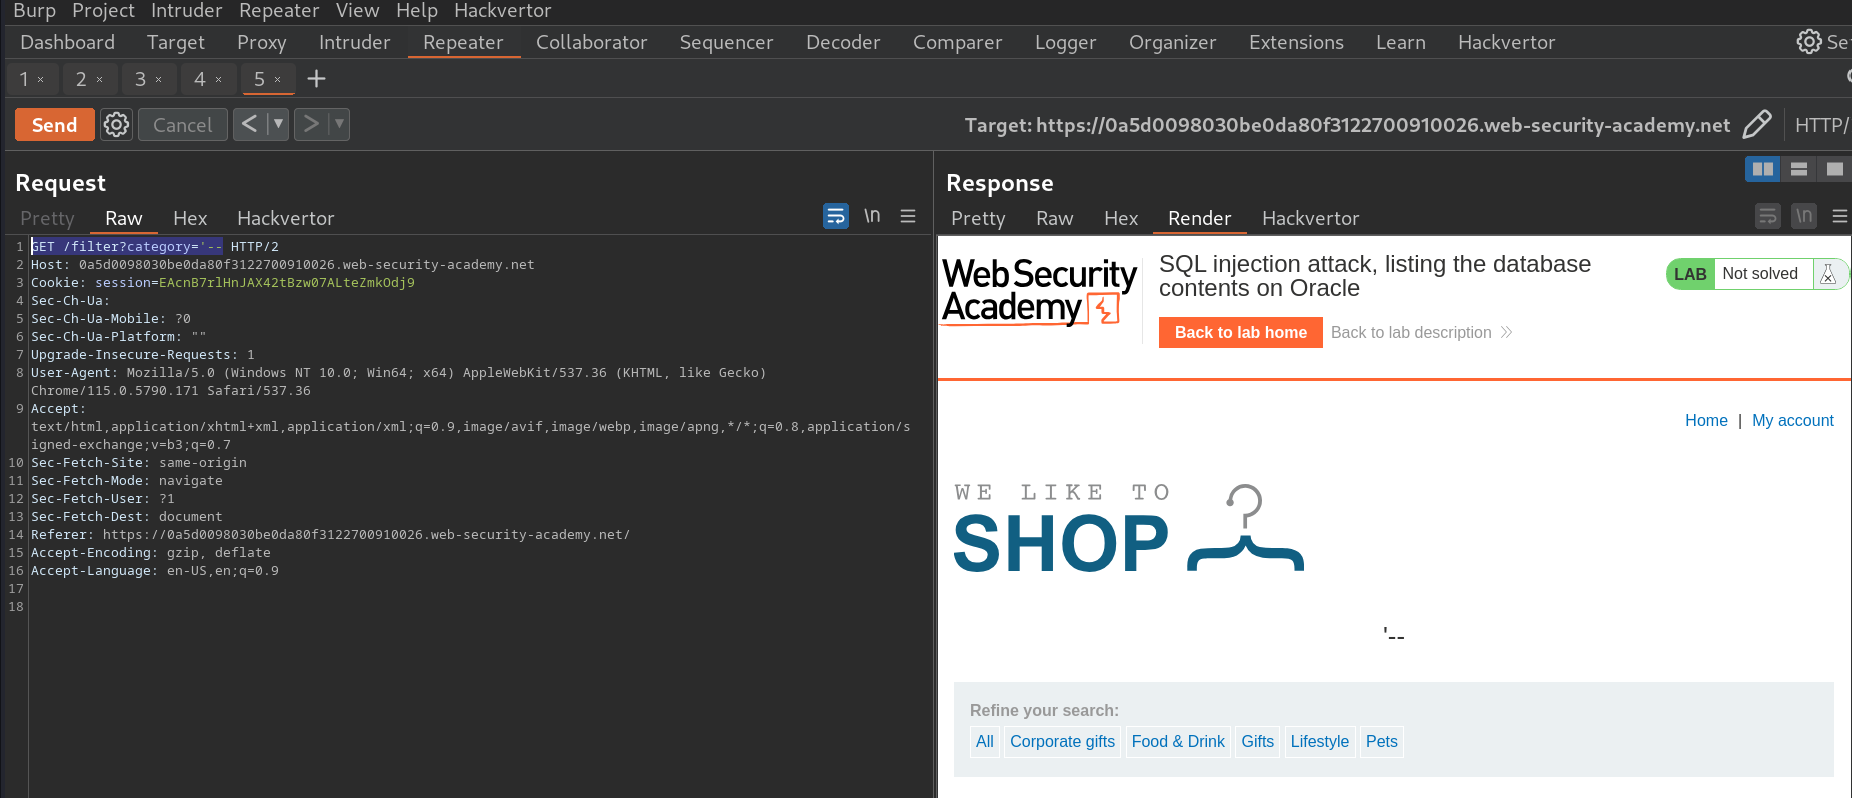 Burp Project Intruder Repeater View Help Hackvertor
Dashboard Target Proxy Intruder Repeater Collaborator Sequencer Decoder Comparer Logger Organizer Extensions Learn Hackvertor
1 × 2 × 3 × 4 × 5 × +
Send Cancel < ▼ > ▼ Target: https://0a5d0098030be0da80f3122700910026.web-security-academy.net HTTP/
Request
Pretty Raw Hex Hackvertor \n
1 GET /filter?category='-- HTTP/2
2 Host: 0a5d0098030be0da80f3122700910026.web-security-academy.net
3 Cookie: session=EAcnB7rlHnJAX42tBzw07ALteZmkOdj9
4 Sec-Ch-Ua:
5 Sec-Ch-Ua-Mobile: ?0
6 Sec-Ch-Ua-Platform: ""
7 Upgrade-Insecure-Requests: 1
8 User-Agent: Mozilla/5.0 (Windows NT 10.0; Win64; x64) AppleWebKit/537.36 (KHTML, like Gecko)
Chrome/115.0.5790.171 Safari/537.36
9 Accept:
text/html,application/xhtml+xml,application/xml;q=0.9,image/avif,image/webp,image/apng,*/*;q=0.8,application/s
igned-exchange;v=b3;q=0.7
10 Sec-Fetch-Site: same-origin
11 Sec-Fetch-Mode: navigate
12 Sec-Fetch-User: ?1
13 Sec-Fetch-Dest: document
14 Referer: https://0a5d0098030be0da80f3122700910026.web-security-academy.net/
15 Accept-Encoding: gzip, deflate
16 Accept-Language: en-US,en;q=0.9
17
18
Response
Pretty Raw Hex Render Hackvertor \n
Web Security
Academy
SQL injection attack, listing the database
contents on Oracle
LAB Not solved
Back to lab home Back to lab description
Home | My account
WE LIKE TO
SHOP
'--
Refine your search:
All Corporate gifts Food & Drink Gifts Lifestyle Pets